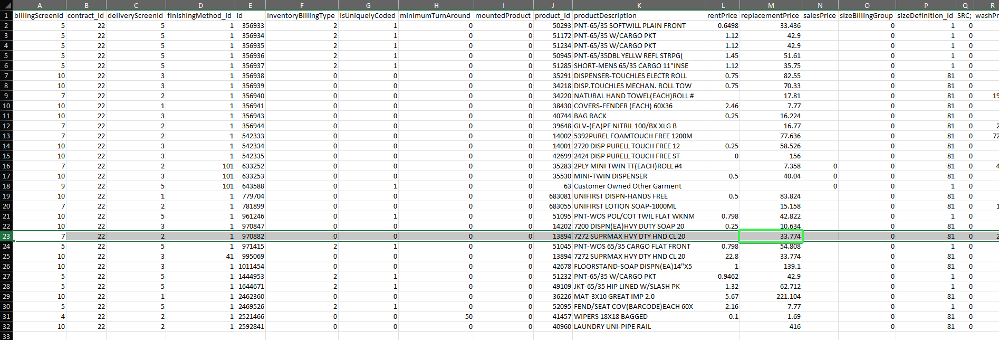 A B C D E F G H I J K L M N O P Q R
1 billingScreenId contract_id deliveryScreenId finishingMethod_id id inventoryBillingType isUniquelyCoded minimumTurnAround mountedProduct product_id productDescription rentPrice replacementPrice salesPrice sizeBillingGroup sizeDefinition_id SRC; washPr
2 5 22 5 1 356933 2 1 0 0 50293 PNT-65/35 SOFTWILL PLAIN FRONT 0.6498 33.436 0 1 0
3 5 22 5 1 356934 2 1 0 0 51172 PNT-65/35 W/CARGO PKT 1.12 42.9 0 1 0
4 5 22 5 1 356935 2 1 0 0 51234 PNT-65/35 W/CARGO PKT 1.12 42.9 0 1 0
5 5 22 5 1 356936 2 1 0 0 50945 PNT-65/35DBL YELLW REFL STRPG( 1.45 51.61 0 1 0
6 5 22 5 1 356937 2 1 0 0 51285 SHORT-MENS 65/35 CARGO 11"INSE 1.12 35.75 0 1 0
7 10 22 3 1 356938 0 0 0 0 35291 DISPENSER-TOUCHLES ELECTR ROLL 0.75 82.55 0 81 0
8 10 22 3 1 356939 0 0 0 0 34218 DISP.TOUCHLES MECHAN. ROLL TOW 0.75 70.33 0 81 0
9 7 22 2 1 356940 0 0 0 0 34220 NATURAL HAND TOWEL(EACH)ROLL # 17.81 0 81 0 19
10 10 22 1 1 356941 0 0 0 0 38430 COVERS-FENDER (EACH) 60X36 2.46 7.77 0 81 0
11 10 22 3 1 356943 0 0 0 0 40744 BAG RACK 0.25 16.224 0 81 0
12 7 22 2 1 356944 0 0 0 0 39648 GLV-(EA)PF NITRIL 100/BX XLG B 16.77 0 81 0 2
13 7 22 2 1 542333 0 0 0 0 14002 5392PUREL FOAMTOUCH FREE 1200M 77.636 0 81 0 72
14 10 22 3 1 542334 0 0 0 0 14001 2720 DISP PURELL TOUCH FREE 12 0.25 58.526 0 81 0
15 10 22 3 1 542335 0 0 0 0 42699 2424 DISP PURELL TOUCH FREE ST 0 156 0 81 0
16 7 22 2 101 633252 0 0 0 0 35283 2PLY MINI TWIN TT(EACH)ROLL #4 7.358 0 0 81 0 4
17 10 22 3 101 633253 0 0 0 0 35530 MINI-TWIN DISPENSER 0.5 40.04 0 0 81 0
18 9 22 5 101 643588 0 1 0 0 63 Customer Owned Other Garment 0 0 1 0
19 10 22 1 1 779704 0 0 0 0 683081 UNIFIRST DISPN-HANDS FREE 0.5 83.824 0 81 0
20 7 22 2 1 781899 0 0 0 0 683055 UNIFIRST LOTION SOAP-1000ML 15.158 0 81 0 1
21 10 22 5 1 961246 0 1 0 0 51095 PNT-WOS POL/COT TWIL FLAT WKNM 0.798 42.822 0 1 0
22 10 22 3 1 970847 0 0 0 0 14202 7200 DISPN(EA)HVY DUTY SOAP 20 0.25 10.634 0 81 0
23 7 22 2 1 970882 0 0 0 0 13894 7272 SUPRMAX HVY DTY HND CL 20 33.774 0 81 0 2
24 5 22 5 1 971415 2 1 0 0 51045 PNT-WOS 65/35 CARGO FLAT FRONT 0.798 54.808 0 1 0
25 10 22 3 41 995069 0 0 0 0 13894 7272 SUPRMAX HVY DTY HND CL 20 22.8 33.774 0 81 0
26 10 22 3 1 1011454 0 0 0 0 42678 FLOORSTAND-SOAP DISPN(EA)14"X5 1 139.1 0 81 0
27 5 22 5 1 1444953 2 1 0 0 51232 PNT-65/35 W/CARGO PKT 0.9462 42.9 0 1 0
28 5 22 5 1 1644671 2 1 0 0 49109 JKT-65/35 HIP LINED W/SLASH PK 1.32 62.712 0 1 0
29 10 22 1 1 2462360 0 0 0 0 36226 MAT-3X10 GREAT IMP 2.0 5.67 221.104 0 81 0
30 5 22 5 1 2469526 2 1 0 0 52095 FEND/SEAT COV(BARCODE)EACH 60X 2.16 7.77 0 1 0
31 4 22 2 1 2521466 0 0 50 0 41457 WIPERS 18X18 BAGGED 0.1 1.69 0 81 0
32 10 22 2 1 2592841 0 0 0 0 40960 LAUNDRY UNI-PIPE RAIL 416 0 81 0
33